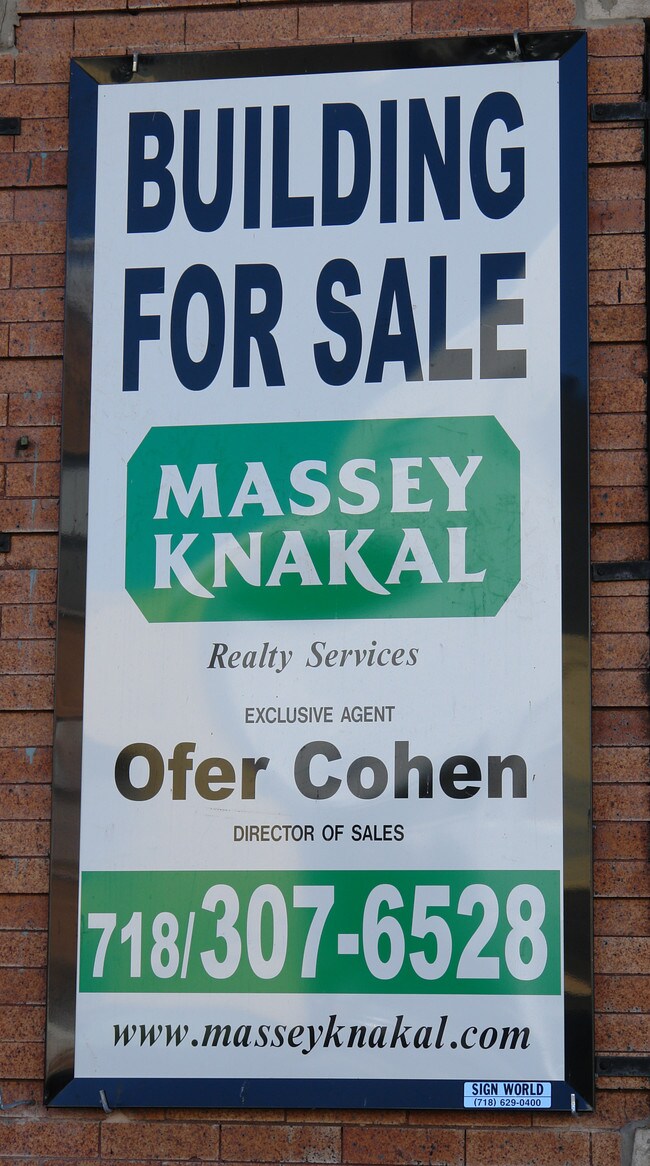 BUILDING
FOR SALE
MASSEY
KNAKAL
Realty Services
EXCLUSIVE AGENT
Ofer Cohen
DIRECTOR OF SALES
718/307-6528
www.masseyknakal.com
SIGN WORLD
(718) 629-0400